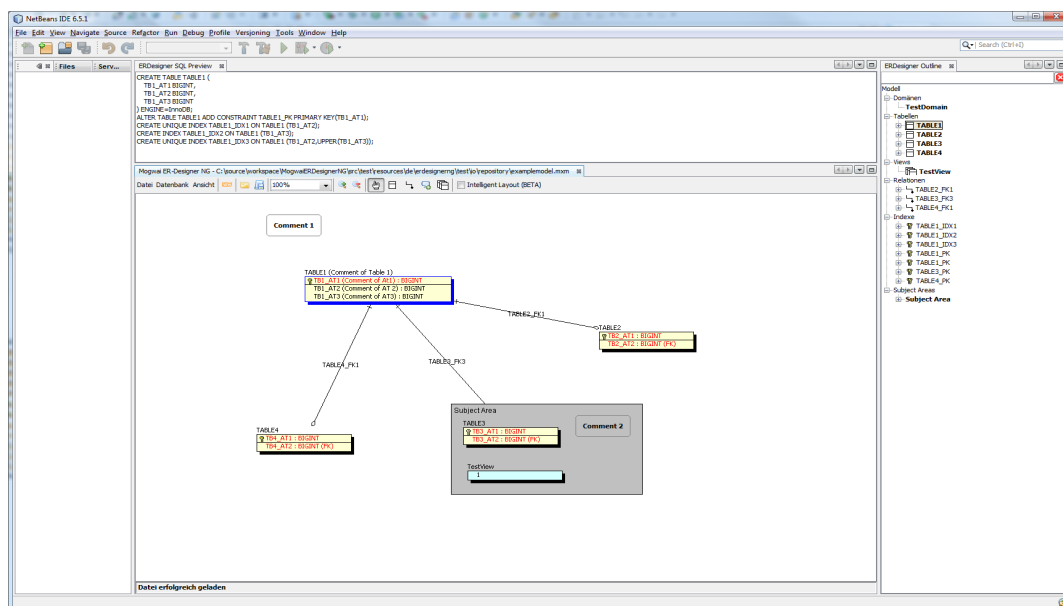 NetBeans IDE 6.5.1
File Edit View Navigate Source Refactor Run Debug Profile Versioning Tools Window Help
Search (Ctrl+I)
Files Serv...
ERDesigner SQL Preview
CREATE TABLE TABLE1 (
TB1_AT1 BIGINT,
TB1_AT2 BIGINT,
TB1_AT3 BIGINT
) ENGINE=InnoDB;
ALTER TABLE TABLE1 ADD CONSTRAINT TABLE1_PK PRIMARY KEY(TB1_AT1);
CREATE UNIQUE INDEX TABLE1_IDX1 ON TABLE1 (TB1_AT2);
CREATE INDEX TABLE1_IDX2 ON TABLE1 (TB1_AT3);
CREATE UNIQUE INDEX TABLE1_IDX3 ON TABLE1 (TB1_AT2,UPPER(TB1_AT3));
Mogwai ER-Designer NG - C:\source\workspace\MogwaiERDesignerNG\src\test\resources\de\erdesignerng\test\io\repository\examplemodel.mxm
Datei Datenbank Ansicht 100% Intelligent Layout (BETA)
Comment 1
TABLE1 (Comment of Table 1)
TB1_AT1 (Comment of At1) : BIGINT
TB1_AT2 (Comment of AT 2) : BIGINT
TB1_AT3 (Comment of AT3) : BIGINT
TABLE2_FK1
TABLE2
TB2_AT1 : BIGINT
TB2_AT2 : BIGINT (FK)
TABLE4_FK1
TABLE3_FK3
TABLE4
TB4_AT1 : BIGINT
TB4_AT2 : BIGINT (FK)
Subject Area
TABLE3
TB3_AT1 : BIGINT
TB3_AT2 : BIGINT (FK)
Comment 2
TestView
1
Datei erfolgreich geladen
ERDesigner Outline
Modell
Domänen
TestDomain
Tabellen
TABLE1
TABLE2
TABLE3
TABLE4
Views
TestView
Relationen
TABLE2_FK1
TABLE3_FK3
TABLE4_FK1
Indexe
TABLE1_IDX1
TABLE1_IDX2
TABLE1_IDX3
TABLE1_PK
TABLE1_PK
TABLE3_PK
TABLE4_PK
Subject Areas
Subject Area